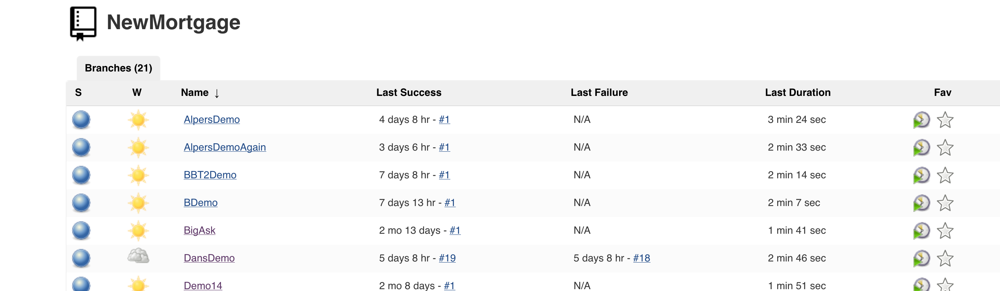 NewMortgage
Branches (21)
S W Name ↓ Last Success Last Failure Last Duration Fav
AlpersDemo 4 days 8 hr - #1 N/A 3 min 24 sec
AlpersDemoAgain 3 days 6 hr - #1 N/A 2 min 33 sec
BBT2Demo 7 days 8 hr - #1 N/A 2 min 14 sec
BDemo 7 days 13 hr - #1 N/A 2 min 7 sec
BigAsk 2 mo 13 days - #1 N/A 1 min 41 sec
DansDemo 5 days 8 hr - #19 5 days 8 hr - #18 2 min 46 sec
Demo14 2 mo 8 days - #1 N/A 1 min 51 sec